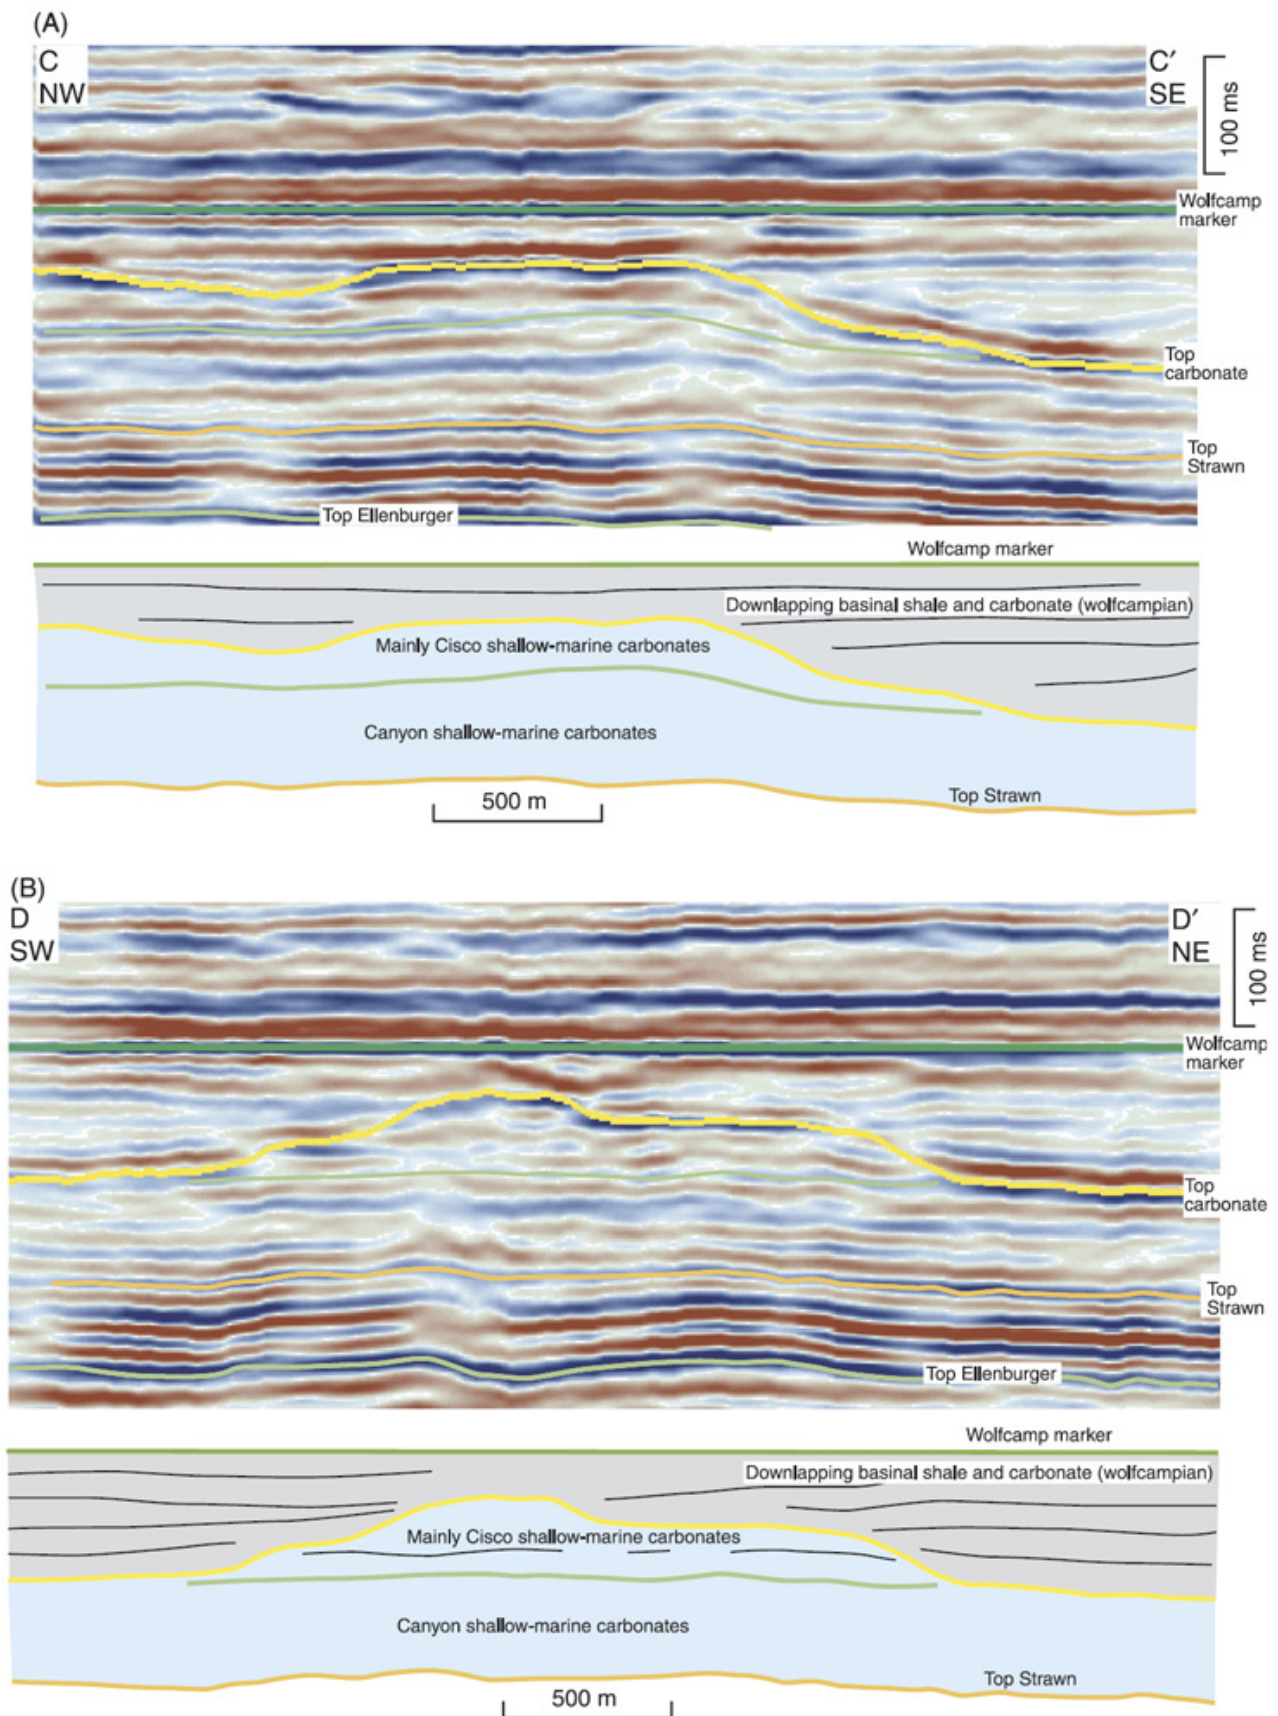 (A)
C
NW
C′
SE
100 ms
Wolfcamp
marker
Top
carbonate
Top
Strawn
Top Ellenburger
Wolfcamp marker
Downlapping basinal shale and carbonate (wolfcampian)
Mainly Cisco shallow-marine carbonates
Canyon shallow-marine carbonates
Top Strawn
500 m
(B)
D
SW
D′
NE
100 ms
Wolfcamp
marker
Top
carbonate
Top
Strawn
Top Ellenburger
Wolfcamp marker
Downlapping basinal shale and carbonate (wolfcampian)
Mainly Cisco shallow-marine carbonates
Canyon shallow-marine carbonates
Top Strawn
500 m